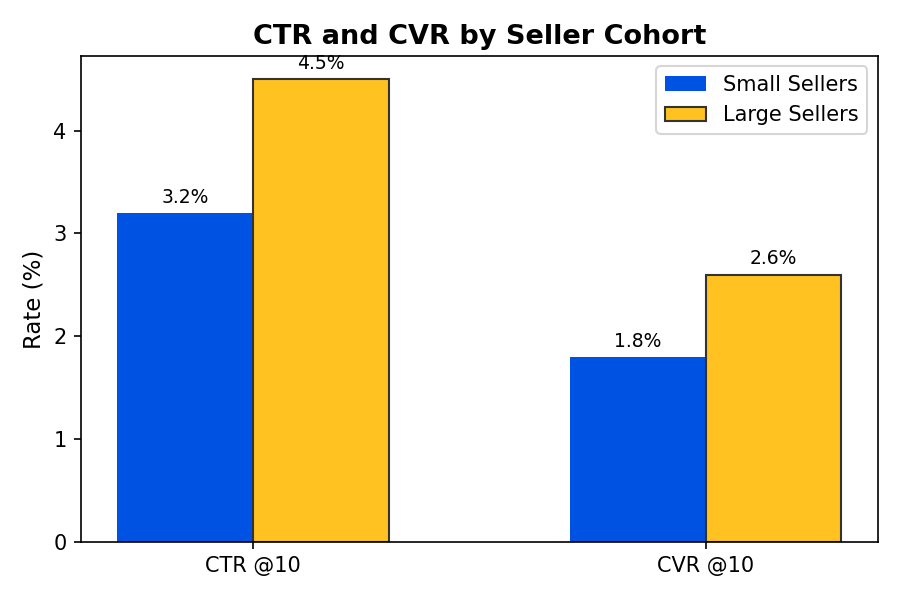 CTR and CVR by Seller Cohort
4.5%
Small Sellers
Large Sellers
4
3.2%
3
2.6%
Rate (%)
2
1.8%
1
0
CTR @10
CVR @10